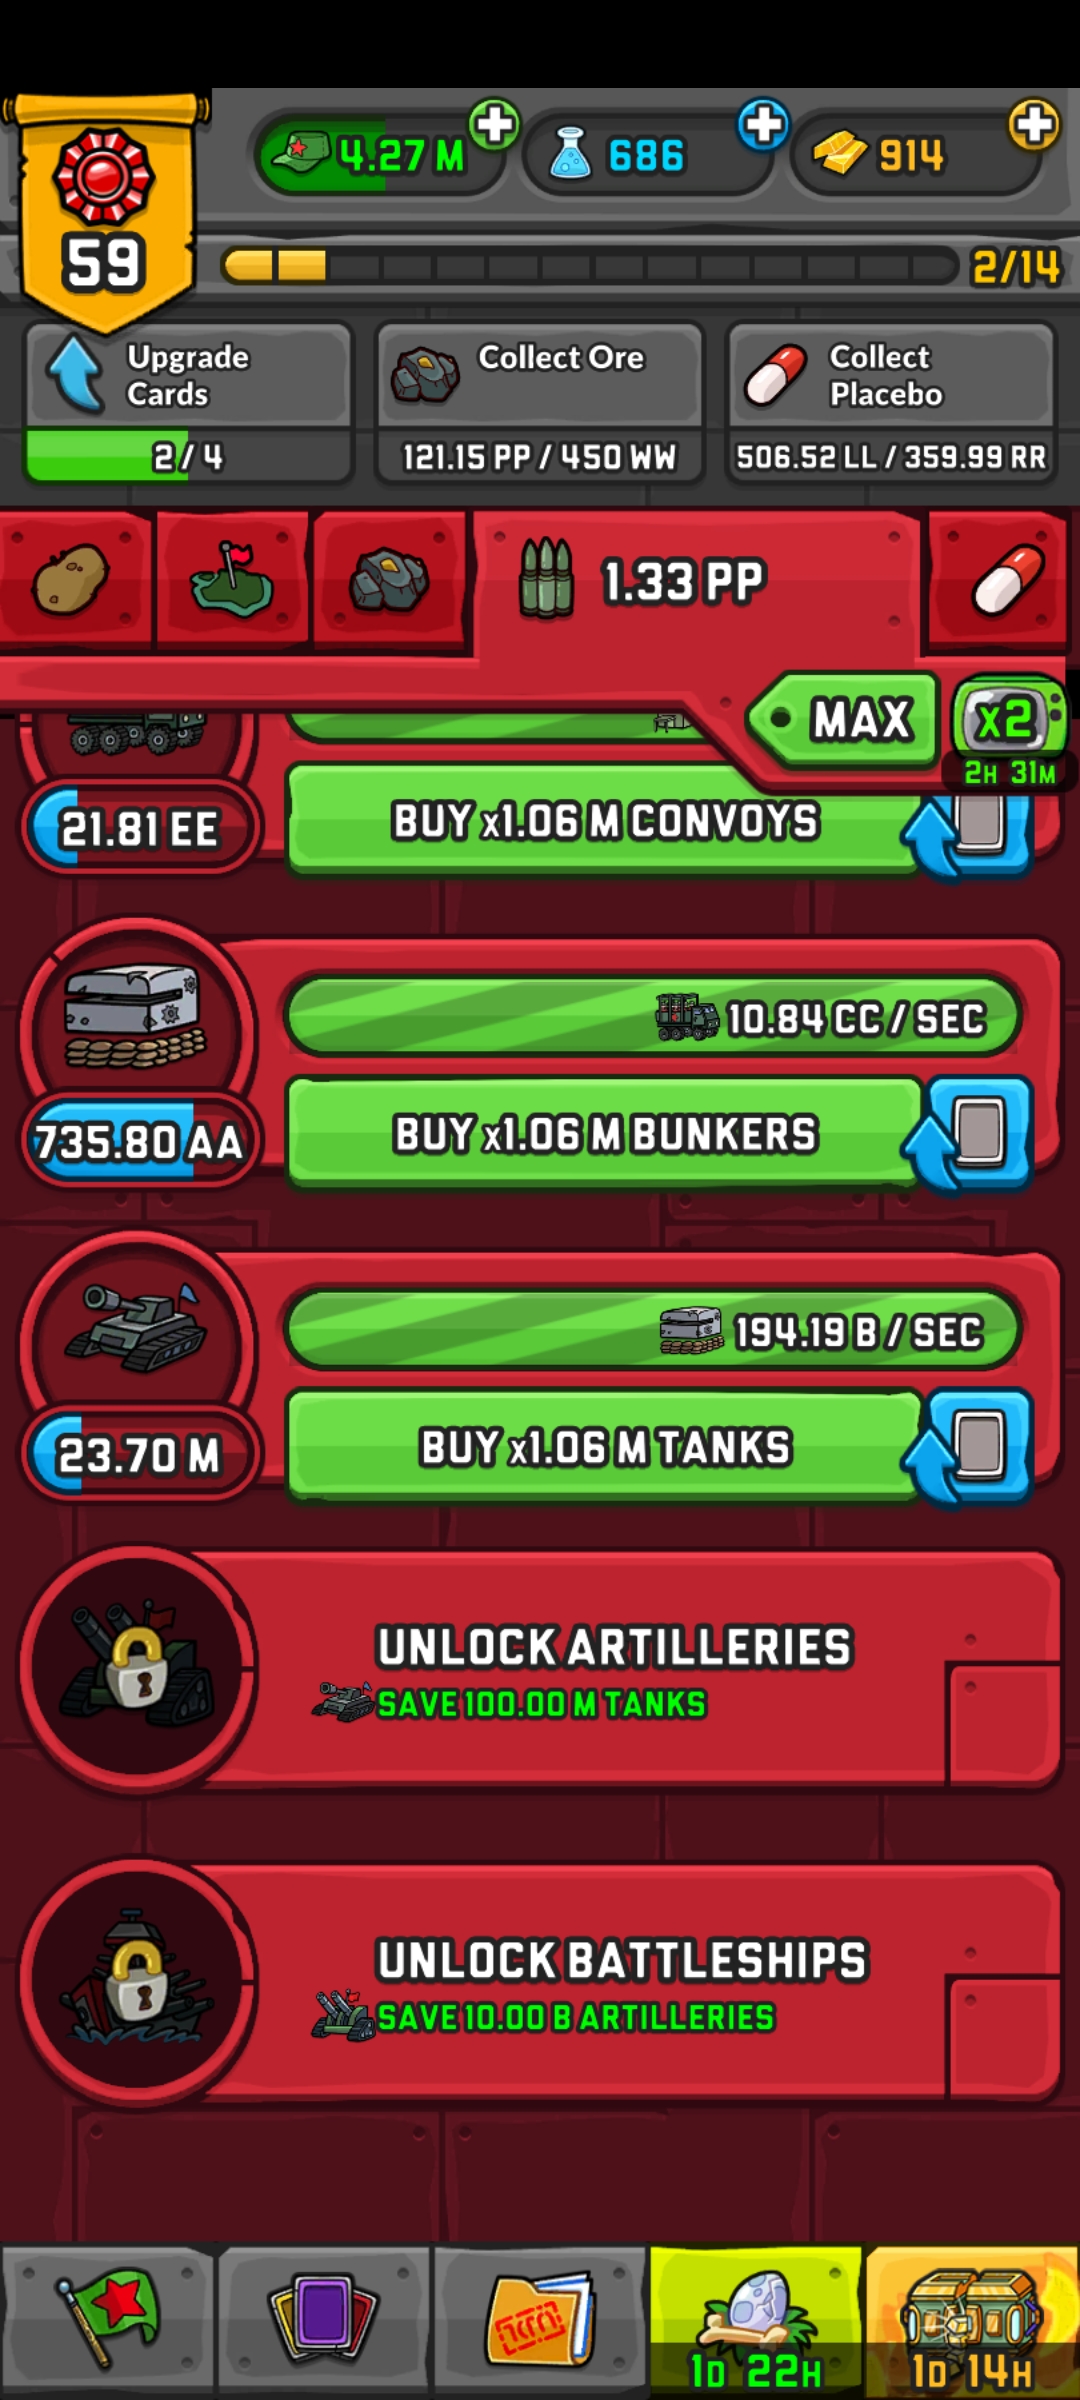 4.27 M
686
914
59
2/14
Upgrade
Cards
2/4
Collect Ore
121.15 PP / 450 WW
Collect
Placebo
506.52 LL / 359.99 RR
1.33 PP
MAX
x2
2H 31M
21.81 EE
BUY x1.06 M CONVOYS
10.84 CC / SEC
735.80 AA
BUY x1.06 M BUNKERS
194.19 B / SEC
23.70 M
BUY x1.06 M TANKS
UNLOCK ARTILLERIES
SAVE 100.00 M TANKS
UNLOCK BATTLESHIPS
SAVE 10.00 B ARTILLERIES
1D 22H
1D 14H